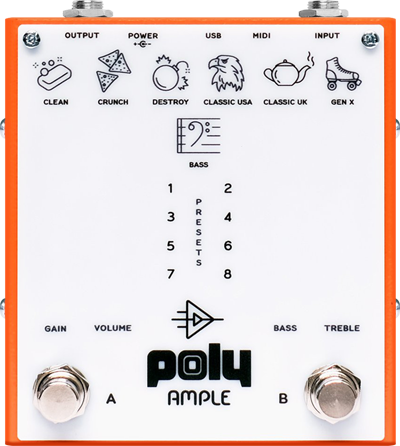 OUTPUT POWER USB MIDI INPUT
CLEAN CRUNCH DESTROY CLASSIC USA CLASSIC UK GEN X
BASS
1 2
3 4
5 6
7 8
PRESETS
GAIN VOLUME BASS TREBLE
poly
A AMPLE B